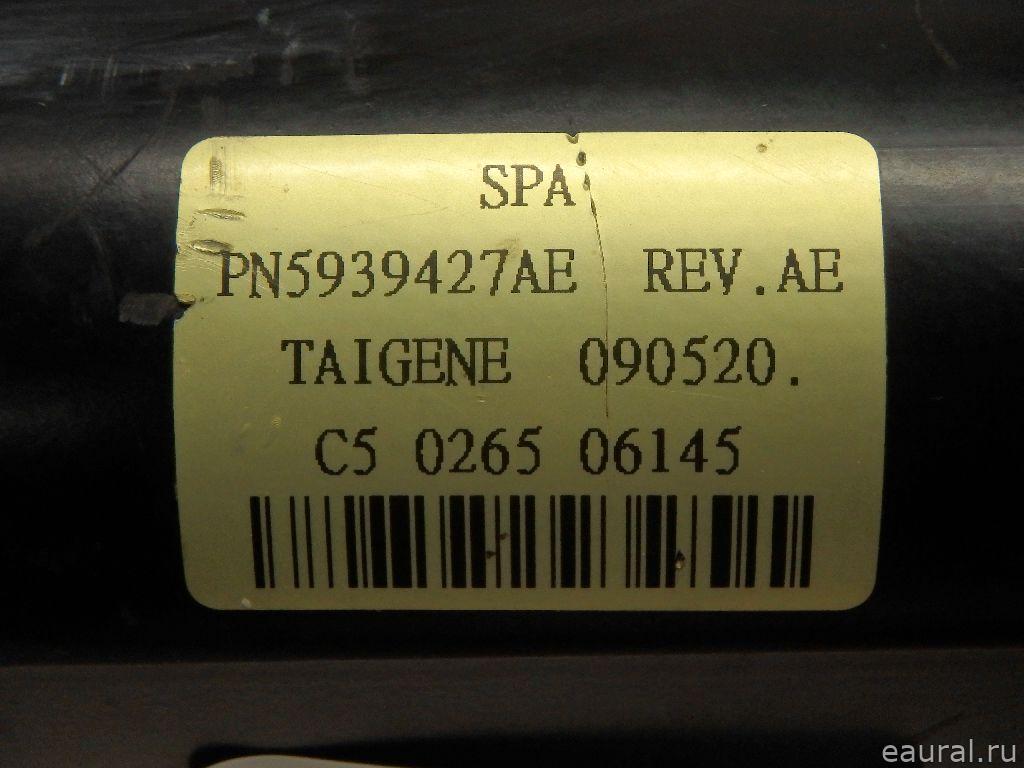 SPA
PN5939427AE REV.AE
TAIGENE 090520.
C5 0265 06145
eaural.ru